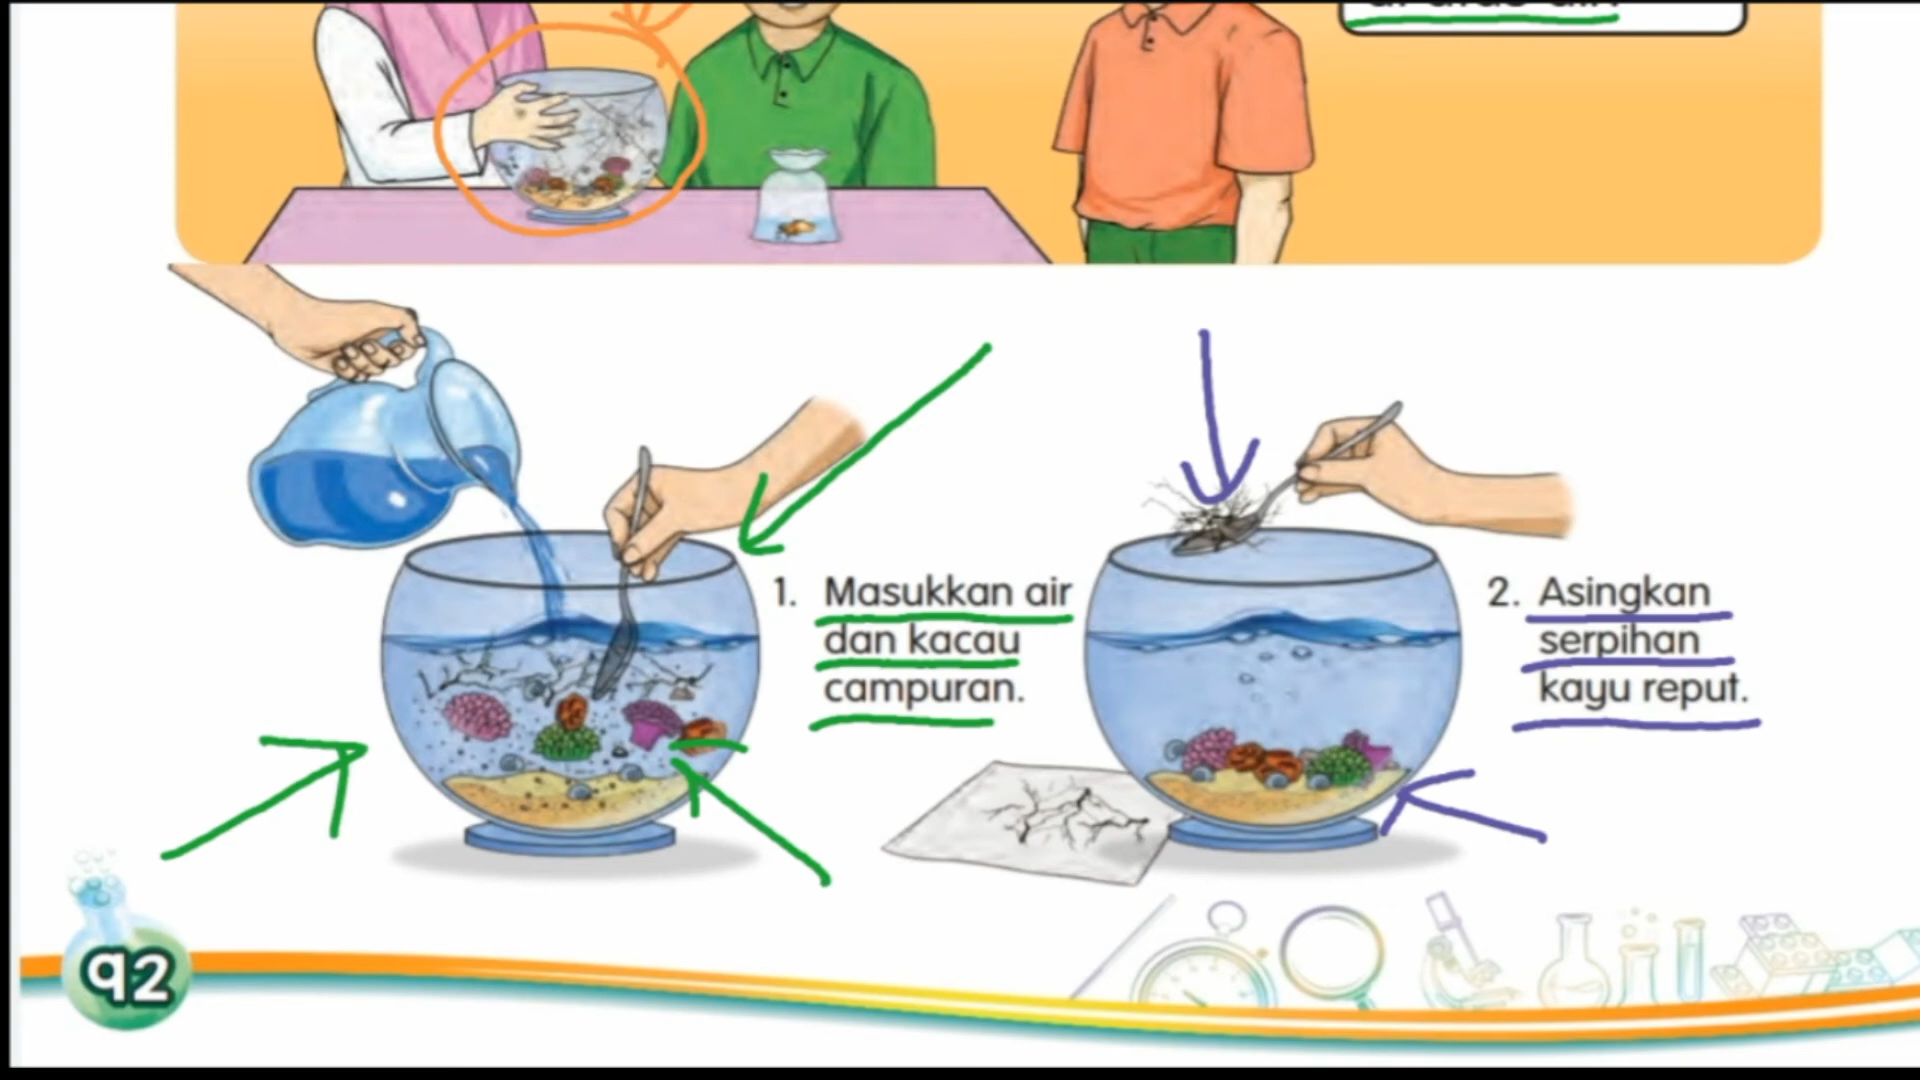 1. Masukkan air
dan kacau
campuran.
2. Asingkan
serpihan
kayu reput.
92